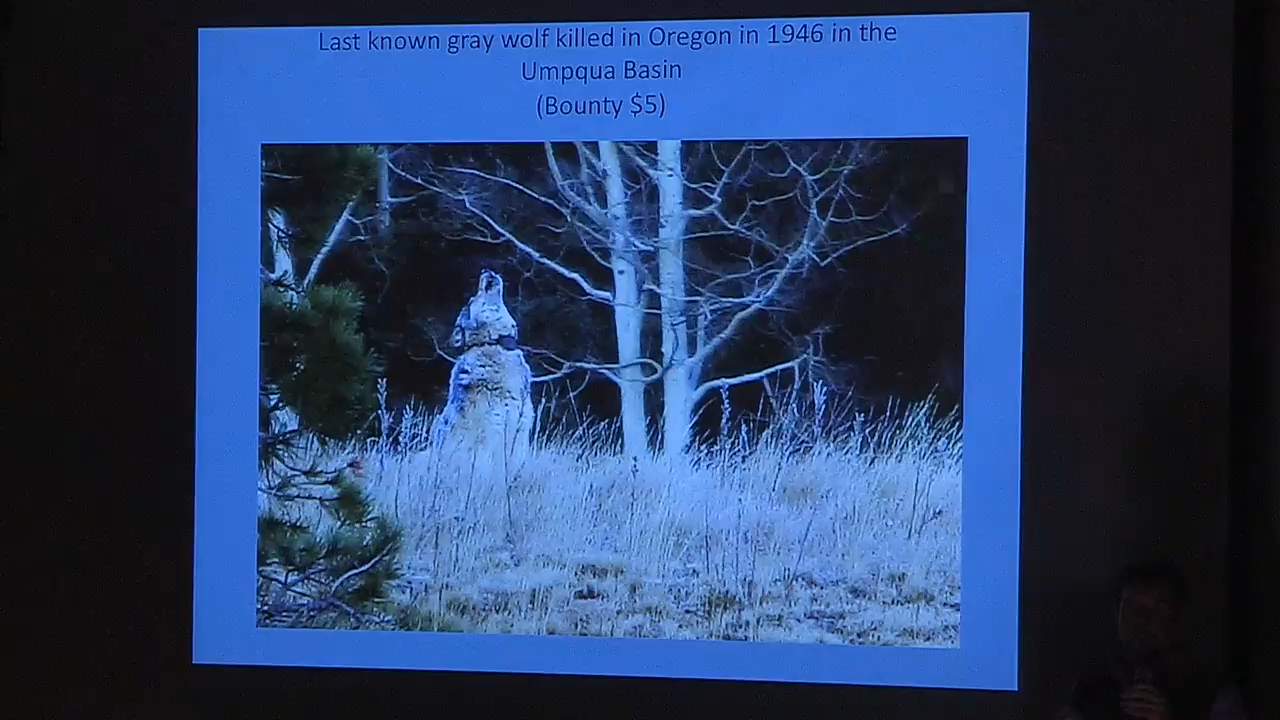 Last known gray wolf killed in Oregon in 1946 in the
Umpqua Basin
(Bounty $5)